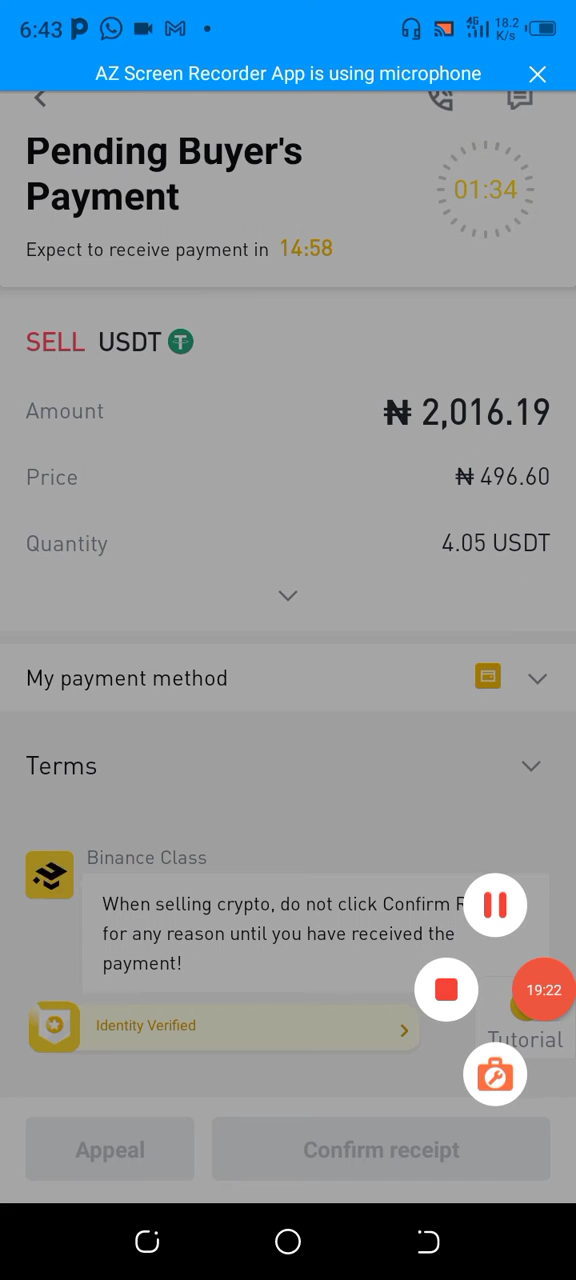 6:43
4G
18.2
K/s
AZ Screen Recorder App is using microphone
Pending Buyer's
Payment
01:34
Expect to receive payment in 14:58
SELL USDT
Amount
₦ 2,016.19
Price
₦ 496.60
Quantity
4.05 USDT
My payment method
Terms
Binance Class
When selling crypto, do not click Confirm
for any reason until you have received the
payment!
19:22
Identity Verified
Tutorial
Appeal
Confirm receipt